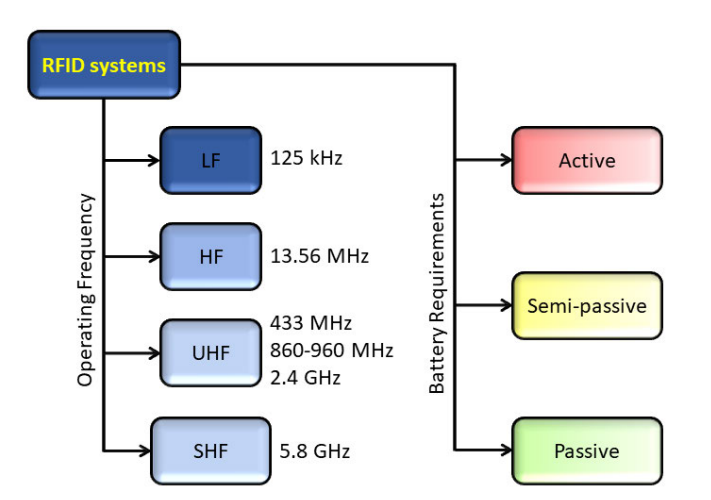 RFID systems
Operating Frequency
LF
125 kHz
HF
13.56 MHz
UHF
433 MHz
860-960 MHz
2.4 GHz
SHF
5.8 GHz
Battery Requirements
Active
Semi-passive
Passive